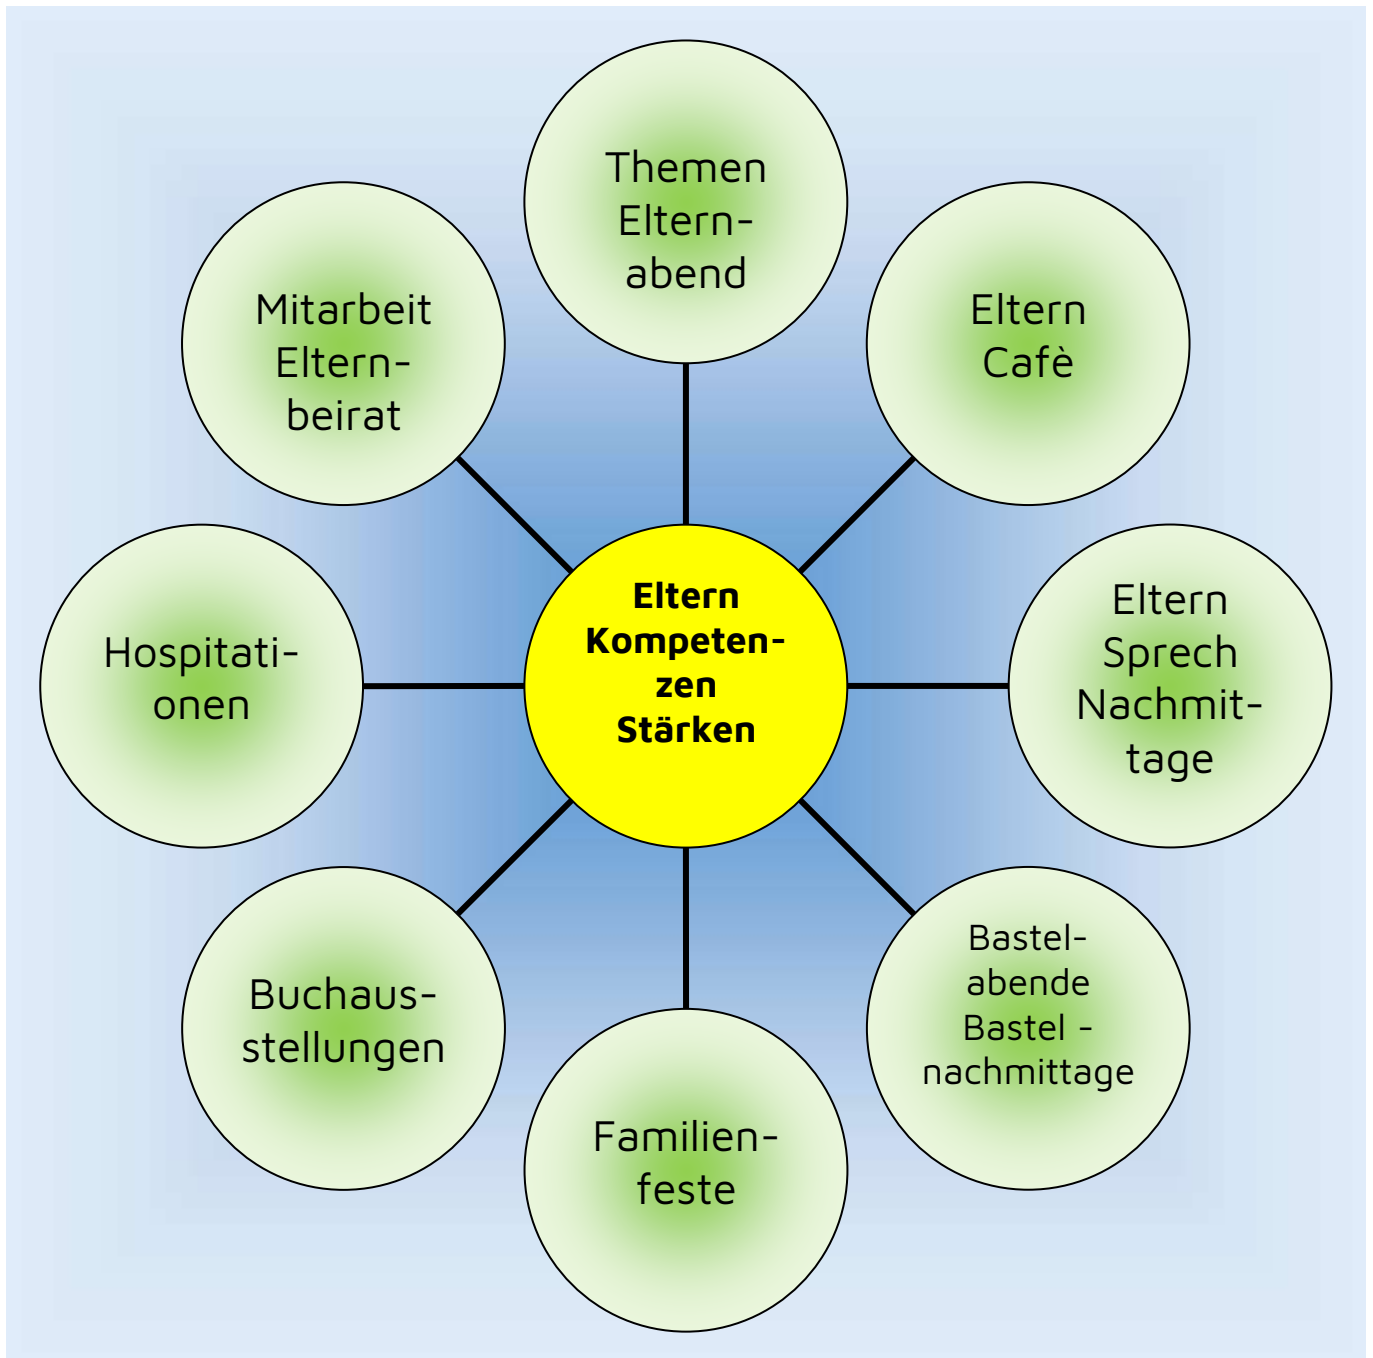 Themen
Eltern-
abend
Eltern
Cafè
Eltern
Sprech
Nachmit-
tage
Bastel-
abende
Bastel -
nachmittage
Familien-
feste
Buchaus-
stellungen
Hospitati-
onen
Mitarbeit
Eltern-
beirat
Eltern
Kompeten-
zen
Stärken